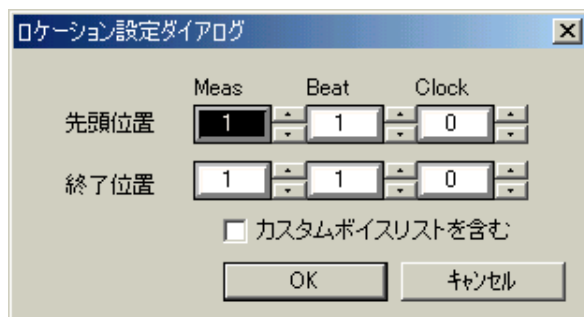 ロケーション設定ダイアログ
Meas Beat Clock
先頭位置 1 1 0
終了位置 1 1 0
カスタムボイスリストを含む
OK キャンセル